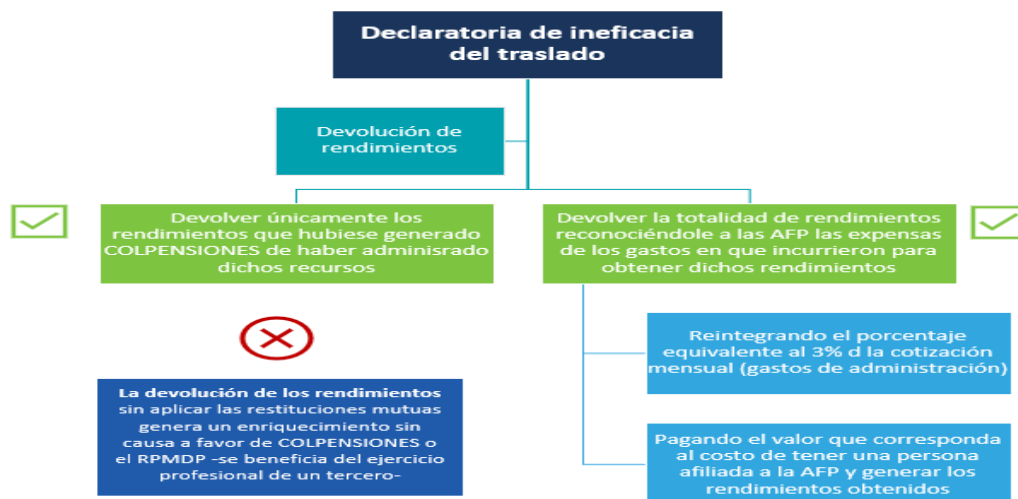 Declaratoria de ineficacia
del traslado
Devolución de
rendimientos
Devolver únicamente los
rendimientos que hubiese generado
COLPENSIONES de haber adminisrado
dichos recursos
Devolver la totalidad de rendimientos
reconociéndole a las AFP las expensas
de los gastos en que incurrieron para
obtener dichos rendimientos
La devolución de los rendimientos
sin aplicar las restituciones mutuas
genera un enriquecimiento sin
causa a favor de COLPENSIONES o
el RPMDP -se beneficia del ejercicio
profesional de un tercero-
Reintegrando el porcentaje
equivalente al 3% d la cotización
mensual (gastos de administración)
Pagando el valor que corresponda
al costo de tener una persona
afiliada a la AFP y generar los
rendimientos obtenidos